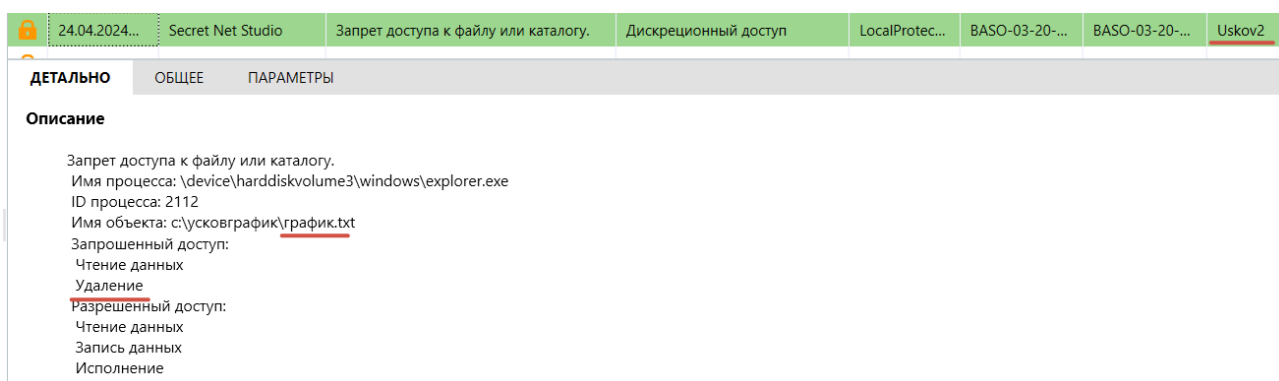 24.04.2024... Secret Net Studio Запрет доступа к файлу или каталогу. Дискреционный доступ LocalProtec... BASO-03-20-... BASO-03-20-... Uskov2
ДЕТАЛЬНО ОБЩЕЕ ПАРАМЕТРЫ
Описание
Запрет доступа к файлу или каталогу.
Имя процесса: \device\harddiskvolume3\windows\explorer.exe
ID процесса: 2112
Имя объекта: c:\усковграфик\график.txt
Запрошенный доступ:
Чтение данных
Удаление
Разрешенный доступ:
Чтение данных
Запись данных
Исполнение